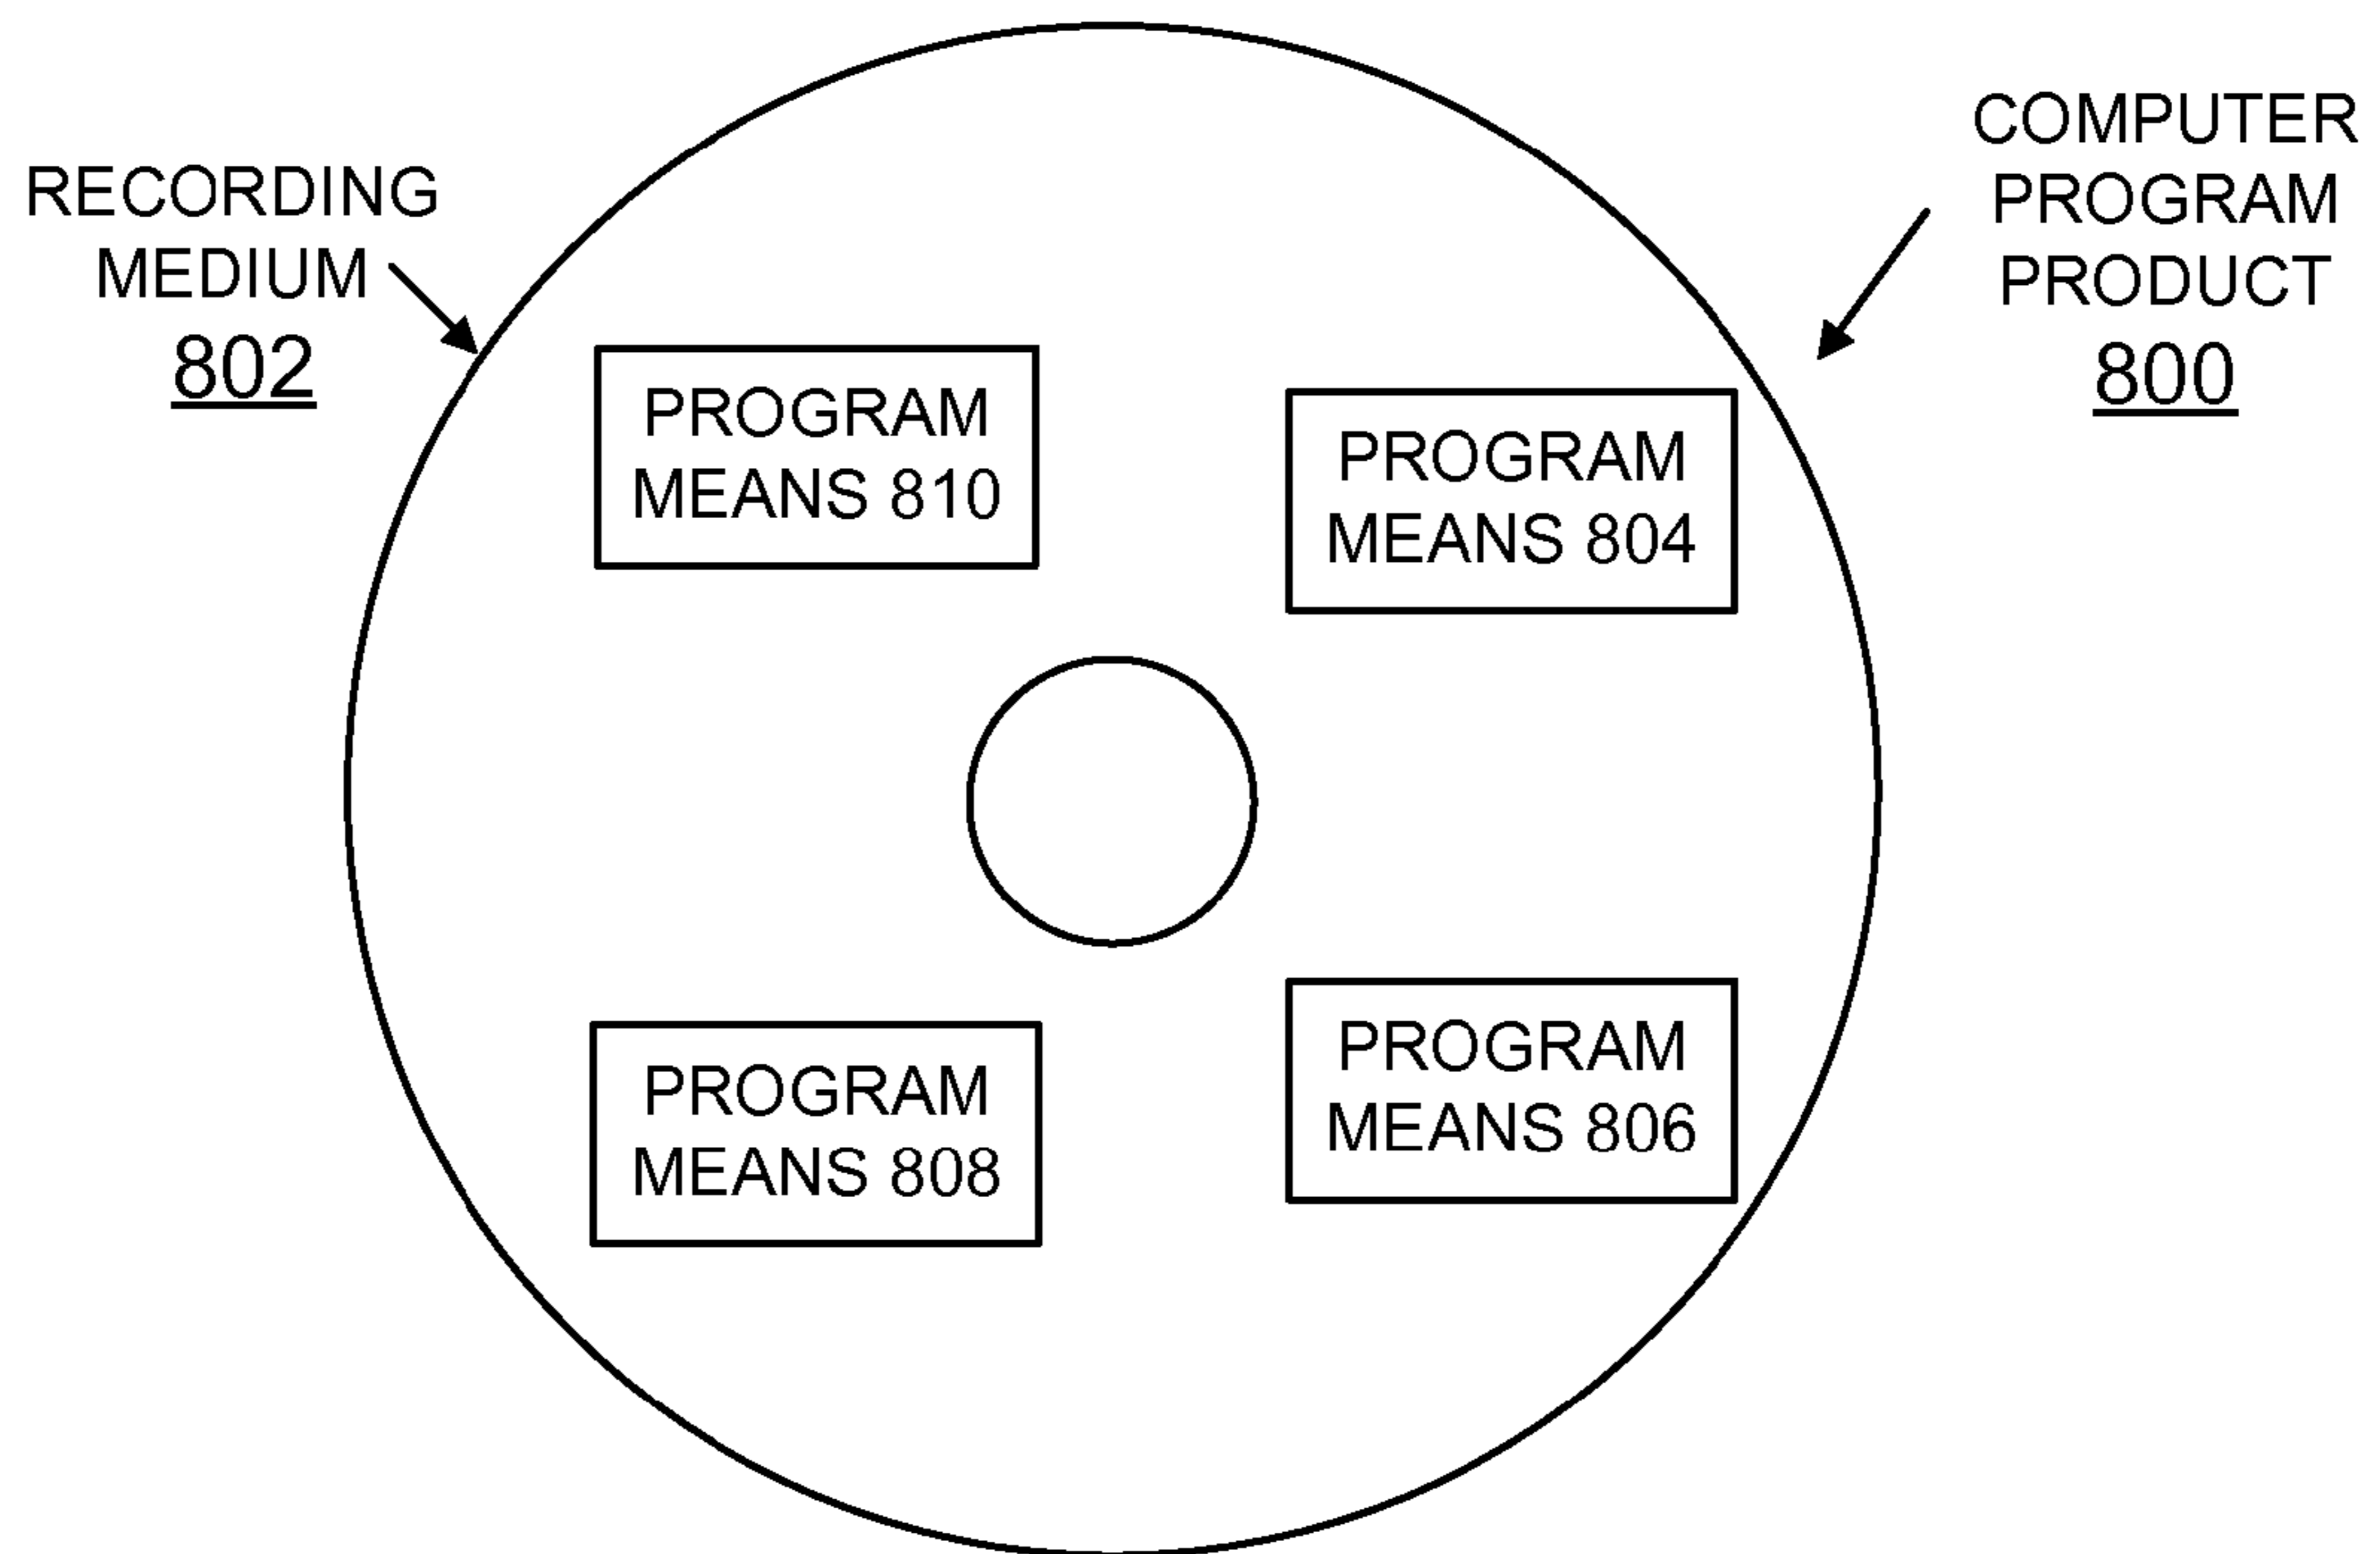 RECORDING
MEDIUM
802
COMPUTER
PROGRAM
PRODUCT
800
PROGRAM
MEANS 810
PROGRAM
MEANS 804
PROGRAM
MEANS 808
PROGRAM
MEANS 806